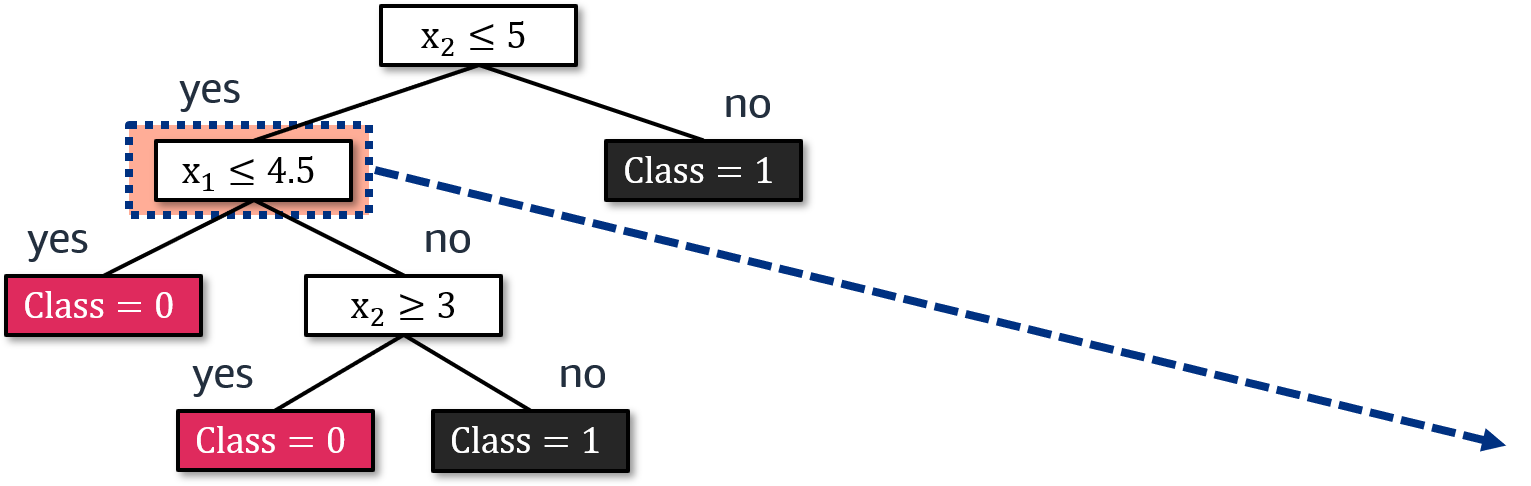 x₂ ≤ 5
yes
no
x₁ ≤ 4.5
Class = 1
yes
no
Class = 0
x₂ ≥ 3
yes
no
Class = 0
Class = 1